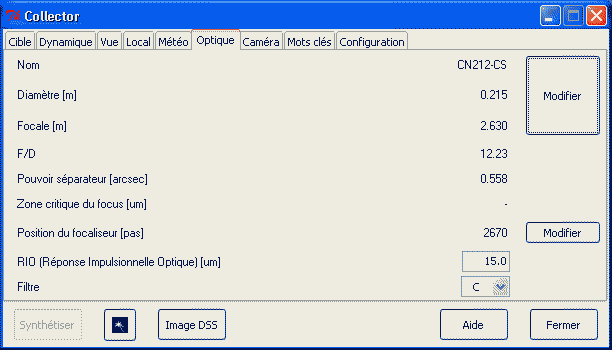 Collector
Cible Dynamique Vue Local Météo Optique Caméra Mots clés Configuration
Nom CN212-CS
Modifier
Diamètre [m] 0.215
Focale [m] 2.630
F/D 12.23
Pouvoir séparateur [arcsec] 0.558
Zone critique du focus [um] -
Position du focaliseur [pas] 2670 Modifier
RIO (Réponse Impulsionnelle Optique) [um] 15.0
Filtre C
Synthétiser Image DSS Aide Fermer